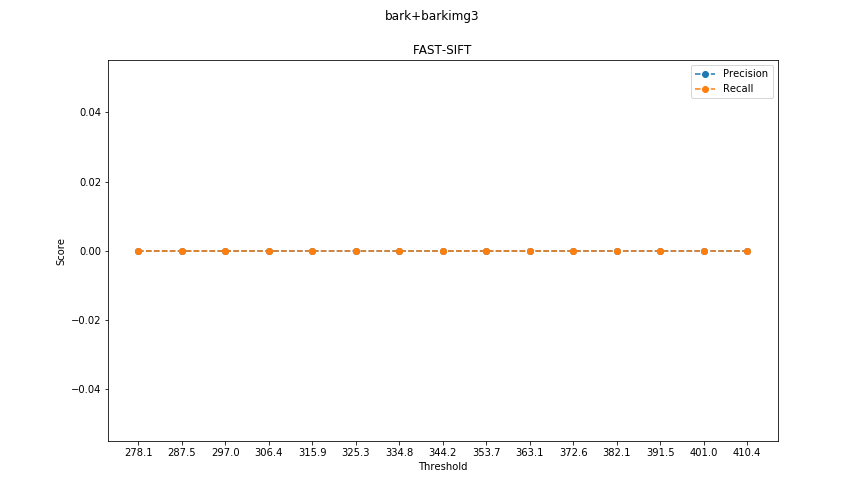 bark+barkimg3
FAST-SIFT
Precision
Recall
0.04
0.02
0.00
−0.02
−0.04
Score
278.1 287.5 297.0 306.4 315.9 325.3 334.8 344.2 353.7 363.1 372.6 382.1 391.5 401.0 410.4
Threshold